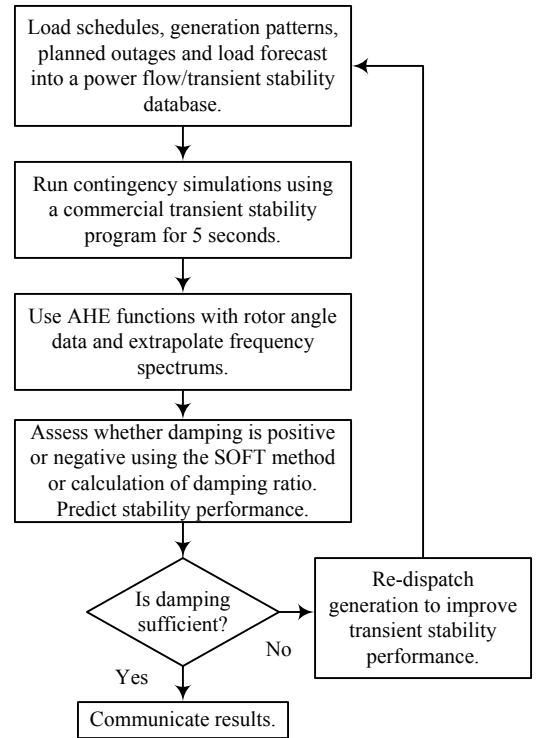 Load schedules, generation patterns,
planned outages and load forecast
into a power flow/transient stability
database.
Run contingency simulations using
a commercial transient stability
program for 5 seconds.
Use AHE functions with rotor angle
data and extrapolate frequency
spectrums.
Assess whether damping is positive
or negative using the SOFT method
or calculation of damping ratio.
Predict stability performance.
Is damping
sufficient?
No
Re-dispatch
generation to improve
transient stability
performance.
Yes
Communicate results.